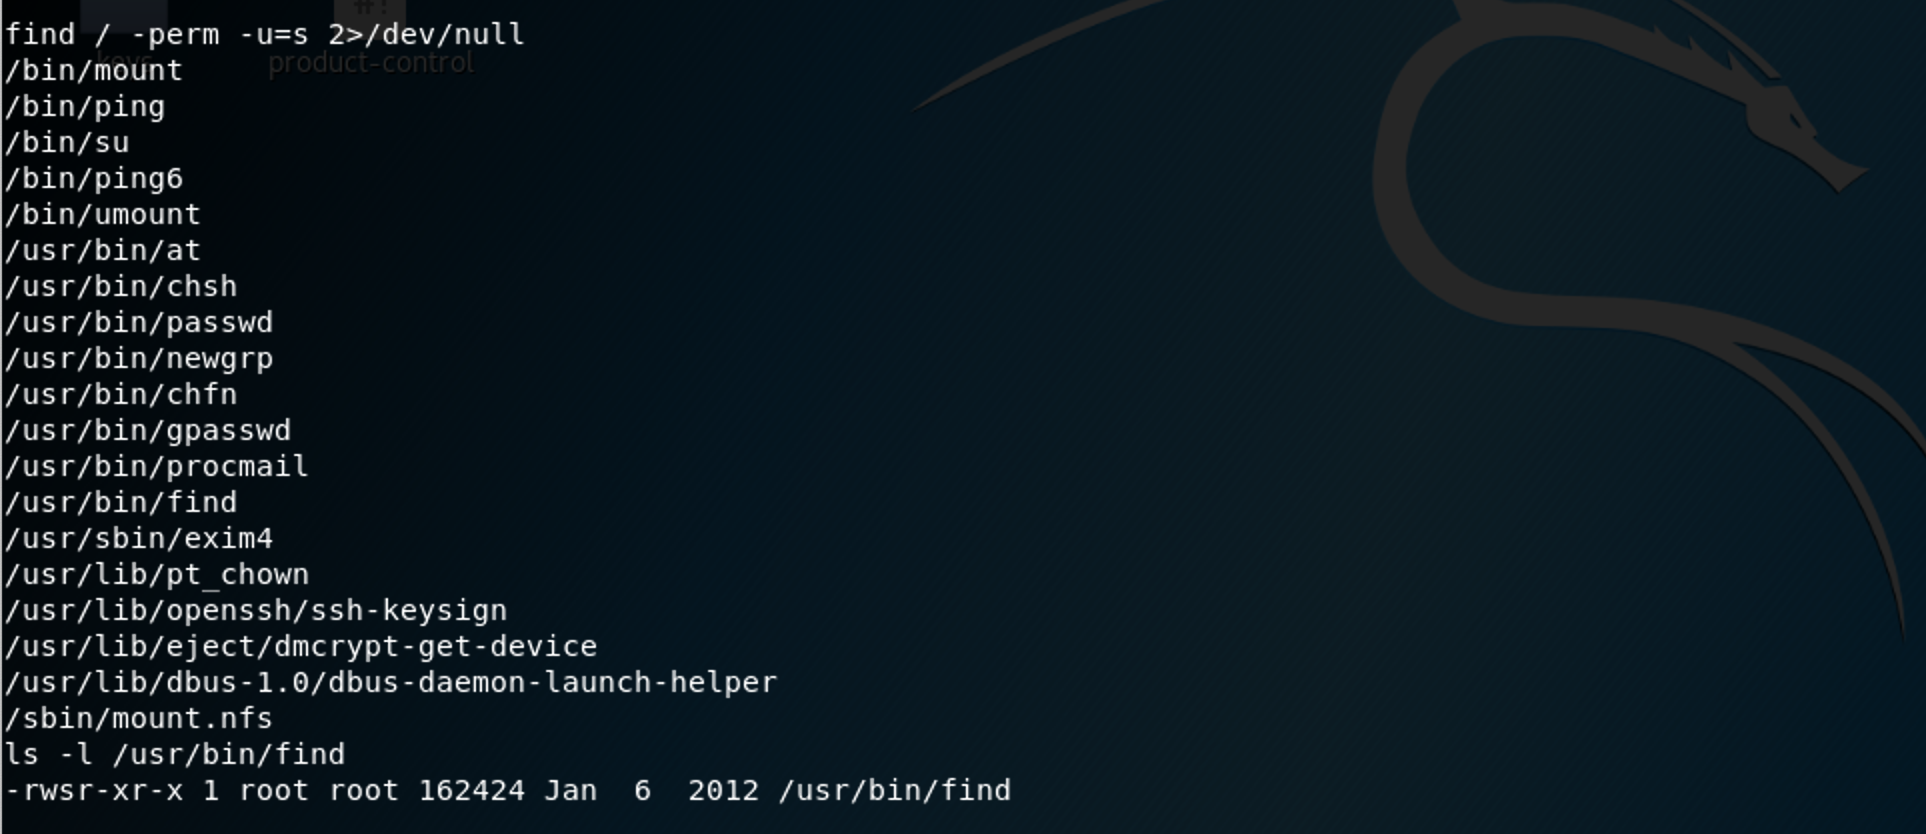 find / -perm -u=s 2>/dev/null
keys product-control
/bin/mount
/bin/ping
/bin/su
/bin/ping6
/bin/umount
/usr/bin/at
/usr/bin/chsh
/usr/bin/passwd
/usr/bin/newgrp
/usr/bin/chfn
/usr/bin/gpasswd
/usr/bin/procmail
/usr/bin/find
/usr/sbin/exim4
/usr/lib/pt_chown
/usr/lib/openssh/ssh-keysign
/usr/lib/eject/dmcrypt-get-device
/usr/lib/dbus-1.0/dbus-daemon-launch-helper
/sbin/mount.nfs
ls -l /usr/bin/find
-rwsr-xr-x 1 root root 162424 Jan  6  2012 /usr/bin/find